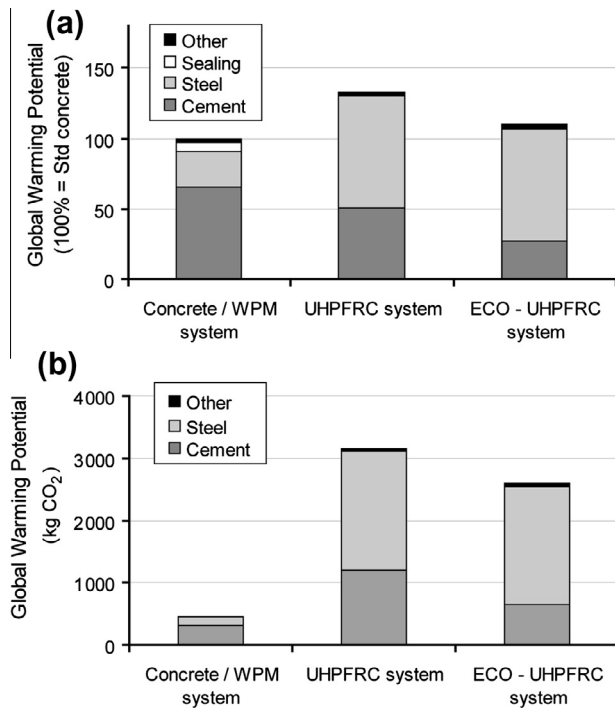 (a)
Other
Sealing
Steel
Cement
Global Warming Potential
(100% = Std concrete)
150
100
50
0
Concrete / WPM
system
UHPFRC system
ECO - UHPFRC
system
(b)
Other
Steel
Cement
Global Warming Potential
(kg CO₂)
4000
3000
2000
1000
0
Concrete / WPM
system
UHPFRC system
ECO - UHPFRC
system